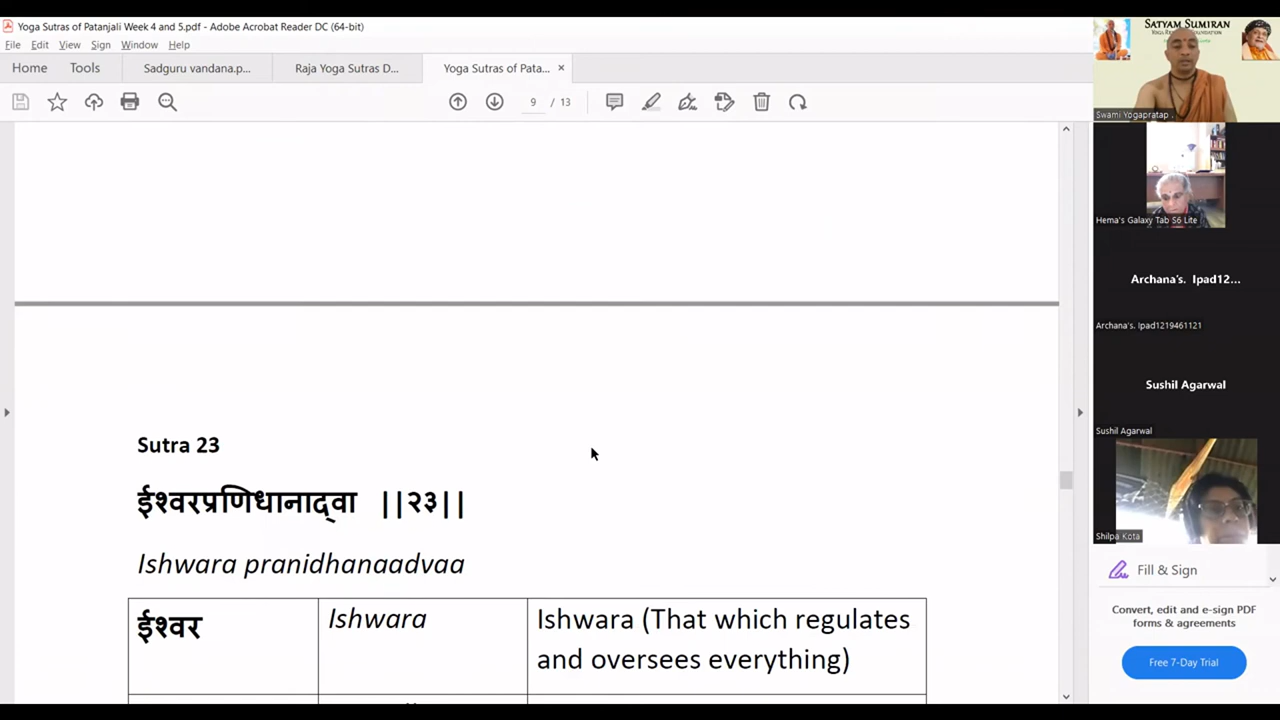 Yoga Sutras of Patanjali Week 4 and 5.pdf - Adobe Acrobat Reader DC (64-bit)
File Edit View Sign Window Help
Home Tools Sadguru vandana.p... Raja Yoga Sutras D... Yoga Sutras of Pata... ×
9 / 13
Sutra 23
ईश्वरप्रणिधानाद्‌वा ||२३||
Ishwara pranidhanaadvaa
ईश्वर Ishwara Ishwara (That which regulates
and oversees everything)
SATYAM SUMIRAN
Swami Yogapratap .
Hema's Galaxy Tab S6 Lite
Archana's. Ipad12...
Archana's. Ipad1219461121
Sushil Agarwal
Sushil Agarwal
Shilpa Kota
Fill & Sign
Convert, edit and e-sign PDF
forms & agreements
Free 7-Day Trial